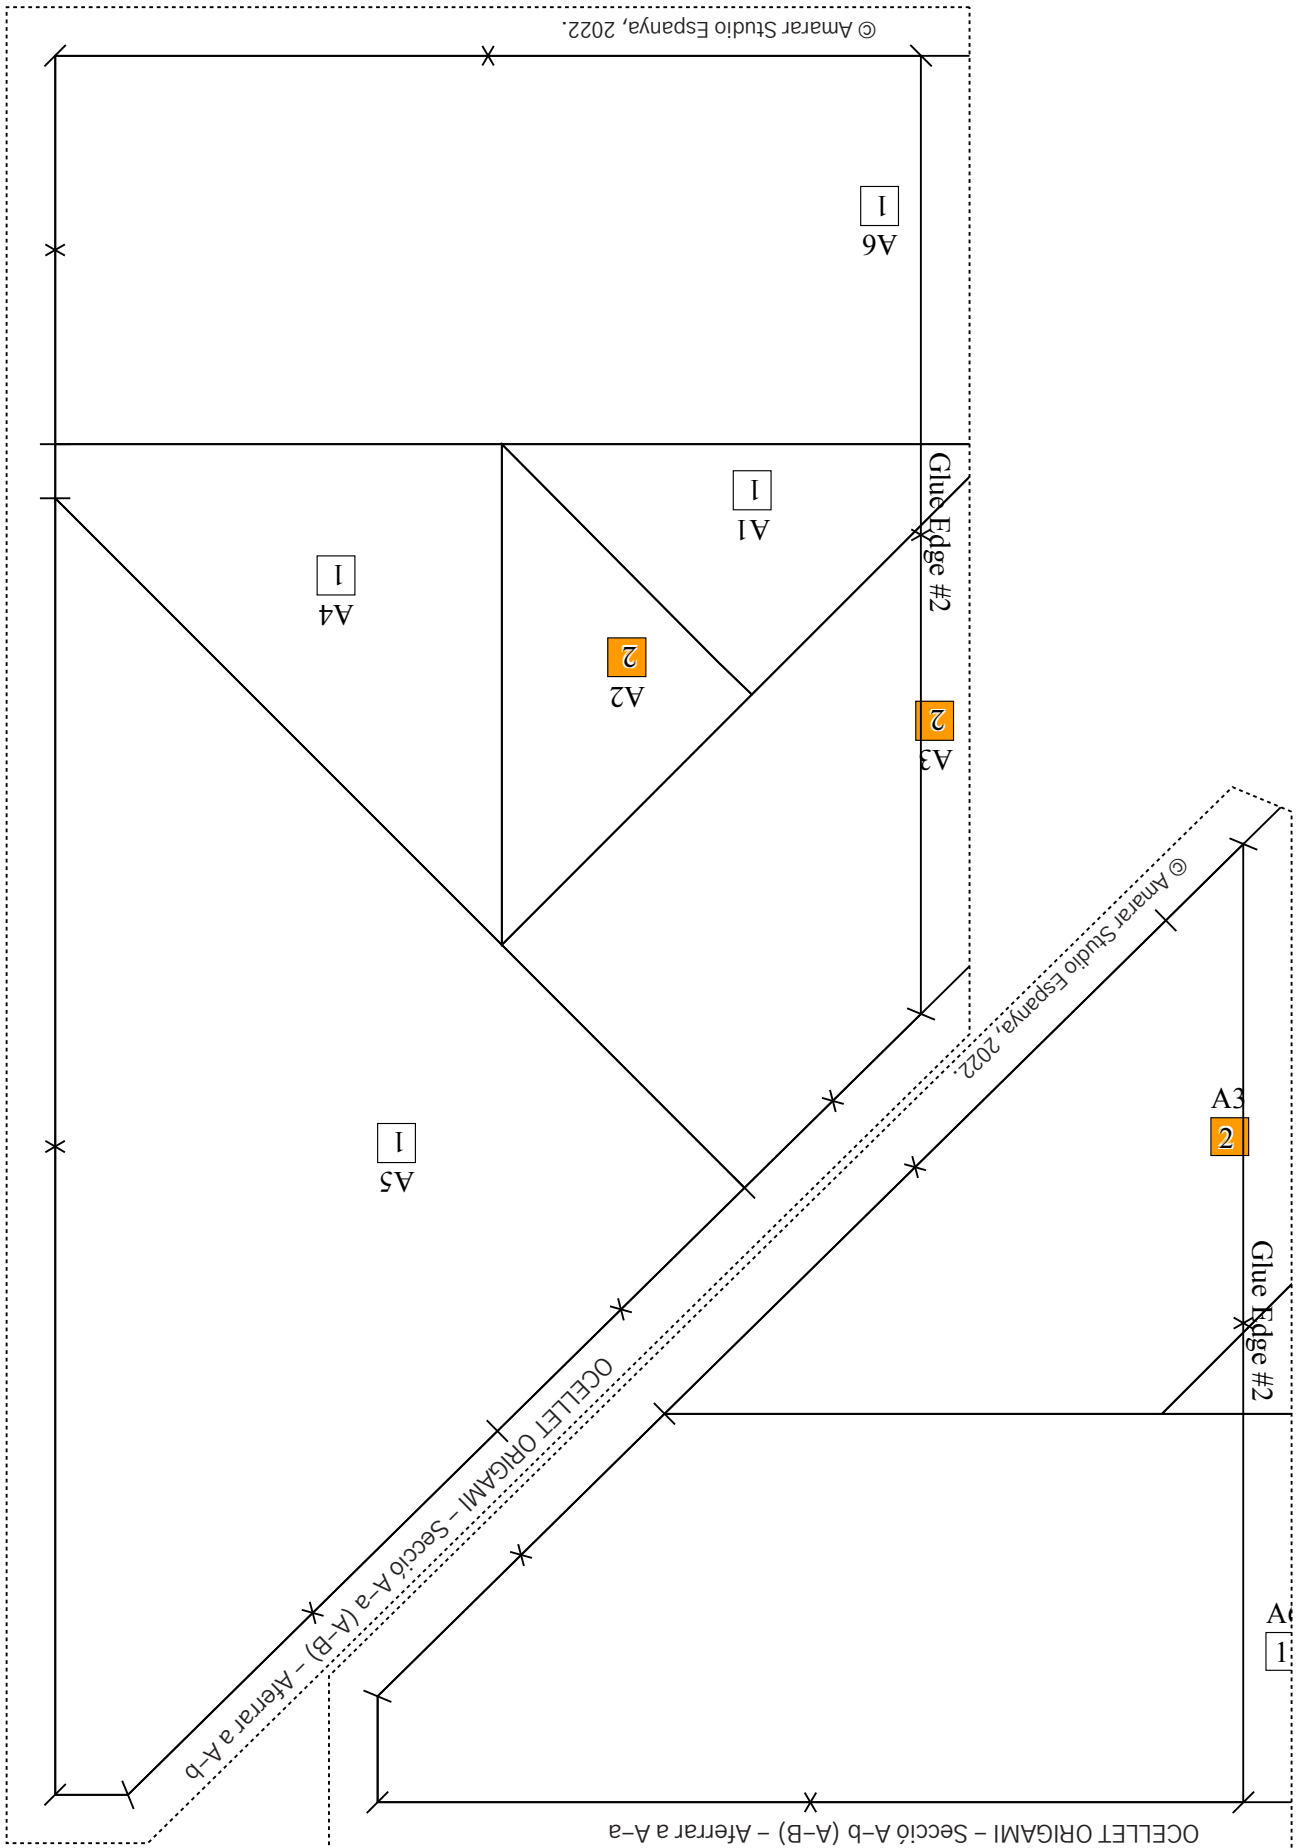 © Amarar Studio Espanya, 2022.
1
A6
Glue Edge #2
1
A1
1
A4
2
A2
2
A3
1
A5
OCELLET ORIGAMI – Secció A–a (A–B) – Aferrar a A–b
© Amarar Studio Espanya, 2022.
A3
2
Glue Edge #2
1
OCELLET ORIGAMI – Secció A–b (A–B) – Aferrar a A–a